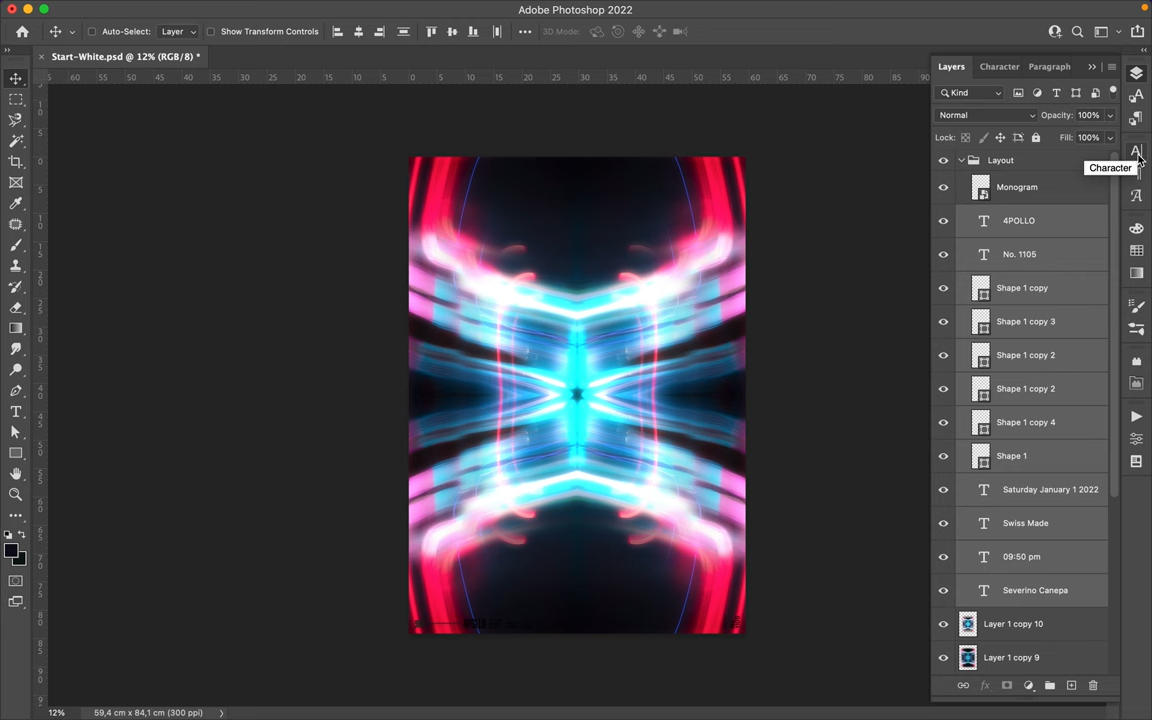 Adobe Photoshop 2022
Auto-Select: Layer Show Transform Controls 3D Mode:
Start-White.psd @ 12% (RGB/8) *
Layers Character Paragraph
Kind
Normal Opacity: 100%
Lock: Fill: 100%
Layout
Character
Monogram
4POLLO
No. 1105
Shape 1 copy
Shape 1 copy 3
Shape 1 copy 2
Shape 1 copy 2
Shape 1 copy 4
Shape 1
Saturday January 1 2022
Swiss Made
09:50 pm
Severino Canepa
Layer 1 copy 10
Layer 1 copy 9
12% 59,4 cm x 84,1 cm (300 ppi)